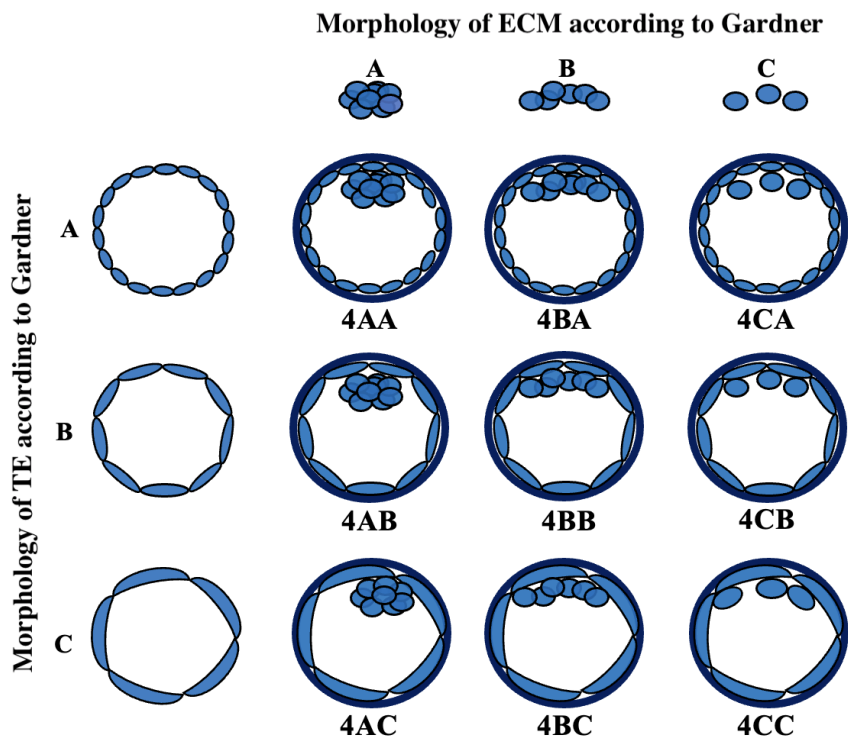 Morphology of ECM according to Gardner
A B C
Morphology of TE according to Gardner
A
4AA 4BA 4CA
B
4AB 4BB 4CB
C
4AC 4BC 4CC